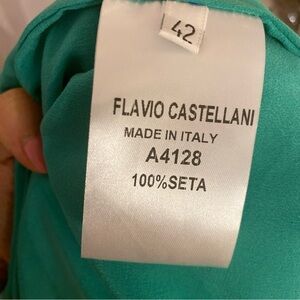 42
FLAVIO CASTELLANI
MADE IN ITALY
A4128
100%SETA